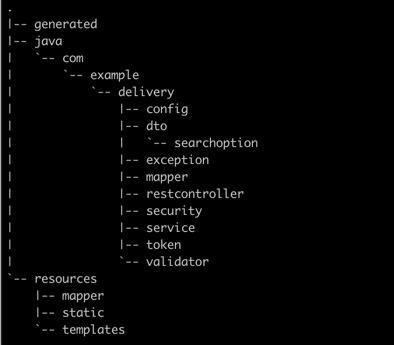 .
|-- generated
|-- java
|   `-- com
|       `-- example
|           `-- delivery
|               |-- config
|               |-- dto
|               |   `-- searchoption
|               |-- exception
|               |-- mapper
|               |-- restcontroller
|               |-- security
|               |-- service
|               |-- token
|               `-- validator
`-- resources
    |-- mapper
    |-- static
    `-- templates